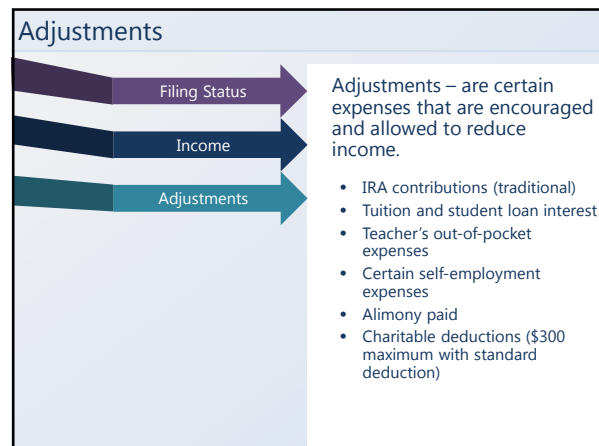 Adjustments
Filing Status
Income
Adjustments
Adjustments – are certain
expenses that are encouraged
and allowed to reduce
income.
• IRA contributions (traditional)
• Tuition and student loan interest
• Teacher's out-of-pocket
expenses
• Certain self-employment
expenses
• Alimony paid
• Charitable deductions ($300
maximum with standard
deduction)